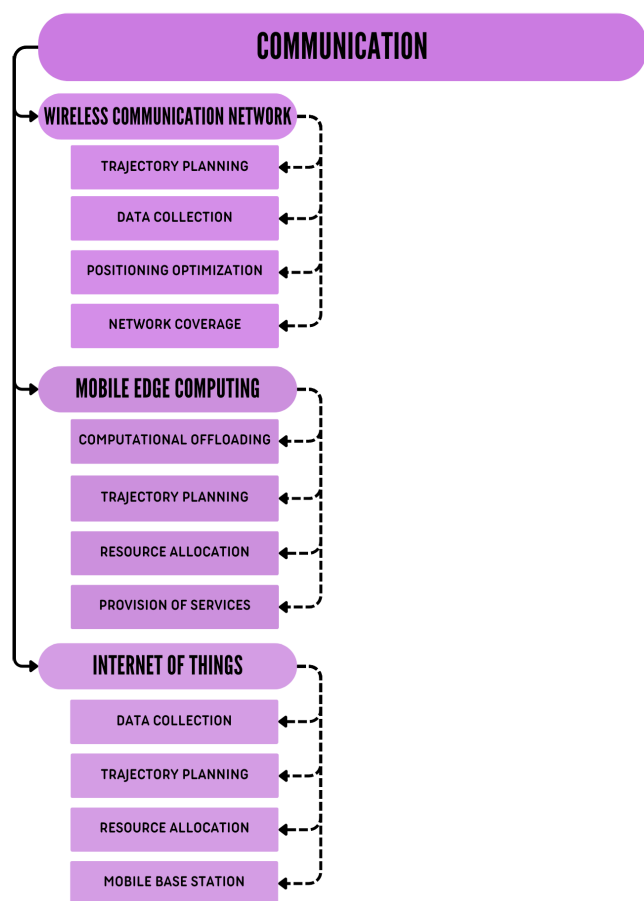 COMMUNICATION
WIRELESS COMMUNICATION NETWORK
TRAJECTORY PLANNING
DATA COLLECTION
POSITIONING OPTIMIZATION
NETWORK COVERAGE
MOBILE EDGE COMPUTING
COMPUTATIONAL OFFLOADING
TRAJECTORY PLANNING
RESOURCE ALLOCATION
PROVISION OF SERVICES
INTERNET OF THINGS
DATA COLLECTION
TRAJECTORY PLANNING
RESOURCE ALLOCATION
MOBILE BASE STATION